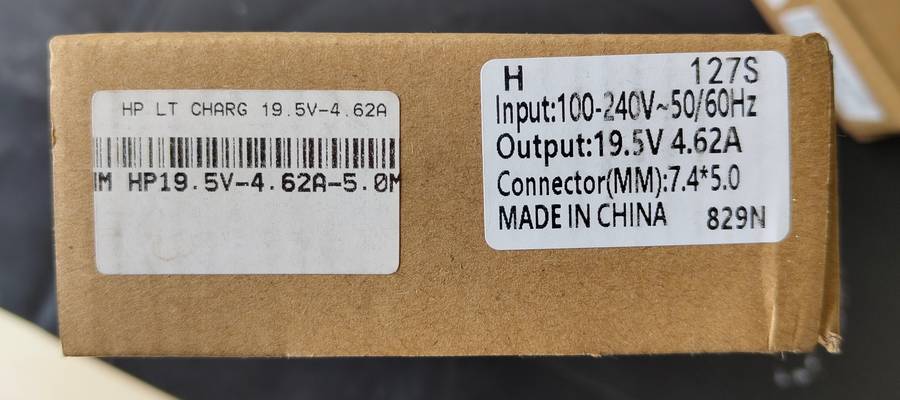 HP LT CHARG 19.5V-4.62A
HP19.5V-4.62A-5.0M
H 127S
Input:100-240V~50/60Hz
Output:19.5V 4.62A
Connector(MM):7.4*5.0
MADE IN CHINA 829N